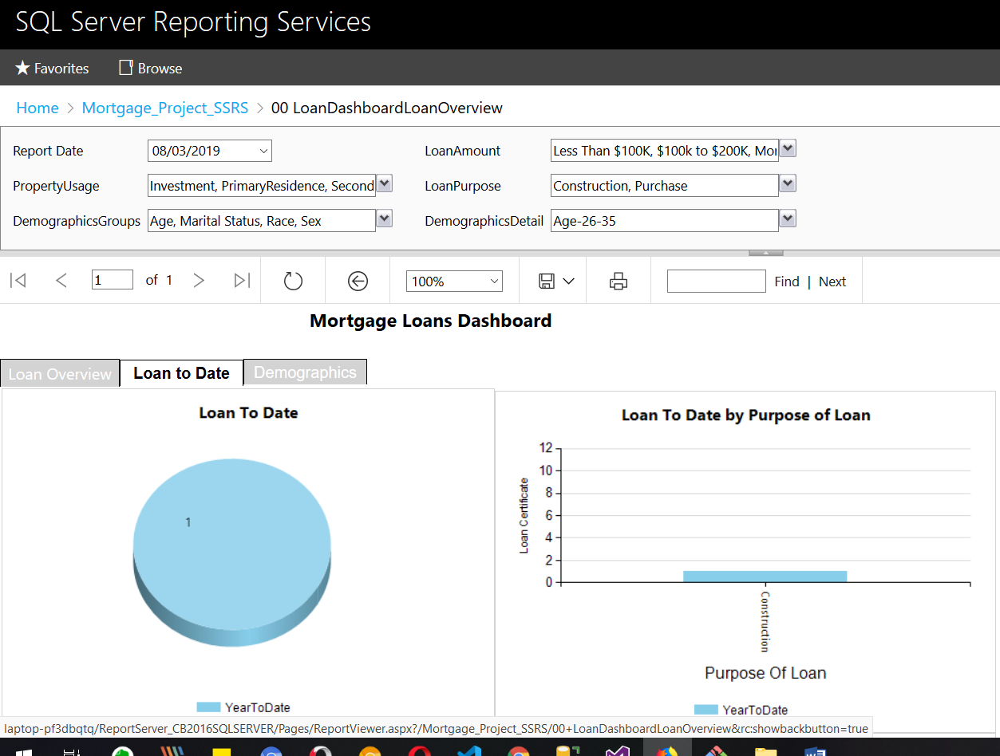 SQL Server Reporting Services
Favorites Browse
Home > Mortgage_Project_SSRS > 00 LoanDashboardLoanOverview
Report Date 08/03/2019 LoanAmount Less Than $100K, $100k to $200K,
PropertyUsage Investment, PrimaryResidence, Second LoanPurpose Construction, Purchase
DemographicsGroups Age, Marital Status, Race, Sex DemographicsDetail Age-26-35
1 of 1 100% Find | Next
Mortgage Loans Dashboard
Loan Overview Loan to Date Demographics
Loan To Date
1
YearToDate
Loan To Date by Purpose of Loan
12
10
8
6
4
2
0
Loan Certificate
Construction
Purpose Of Loan
YearToDate
laptop-pf3dbqtq/ReportServer_CB2016SQLSERVER/Pages/ReportViewer.aspx?/Mortgage_Project_SSRS/00+LoanDashboardLoanOverview&rc:showbackbutton=true